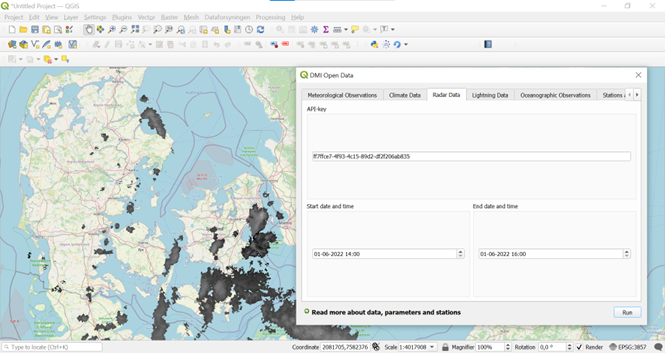 *Untitled Project — QGIS
Project Edit View Layer Settings Plugins Vector Raster Mesh Dataforsyningen Processing Help
DMI Open Data
Meteorological Observations Climate Data Radar Data Lightning Data Oceanographic Observations Stations
API-key
ff7ffce7-4f93-4c15-89d2-df2f206ab835
Start date and time End date and time
01-06-2022 14:00 01-06-2022 16:00
Read more about data, parameters and stations
Run
Type to locate (Ctrl+K) Coordinate 2081705,7582376 Scale 1:4017908 Magnifier 100% Rotation 0,0 ° Render EPSG:3857